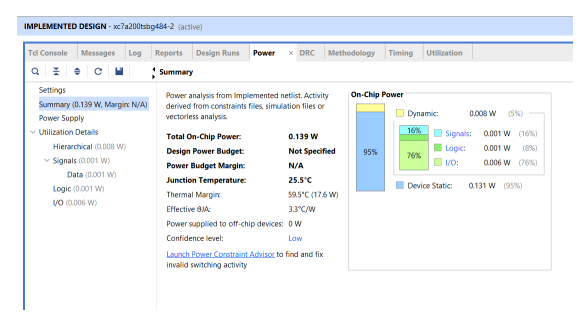 IMPLEMENTED DESIGN - xc7a200tsbg484-2 (active)
Tcl Console Messages Log Reports Design Runs Power × DRC Methodology Timing Utilization
Summary
Settings
Summary (0.139 W, Margin: N/A)
Power Supply
Utilization Details
Hierarchical (0.008 W)
Signals (0.001 W)
Data (0.001 W)
Logic (0.001 W)
I/O (0.006 W)
Power analysis from Implemented netlist. Activity
derived from constraints files, simulation files or
vectorless analysis.
Total On-Chip Power: 0.139 W
Design Power Budget: Not Specified
Power Budget Margin: N/A
Junction Temperature: 25.5°C
Thermal Margin: 59.5°C (17.6 W)
Effective θJA: 3.3°C/W
Power supplied to off-chip devices: 0 W
Confidence level: Low
Launch Power Constraint Advisor to find and fix
invalid switching activity
On-Chip Power
Dynamic: 0.008 W (5%)
16% Signals: 0.001 W (16%)
Logic: 0.001 W (8%)
76% I/O: 0.006 W (76%)
95%
Device Static: 0.131 W (95%)